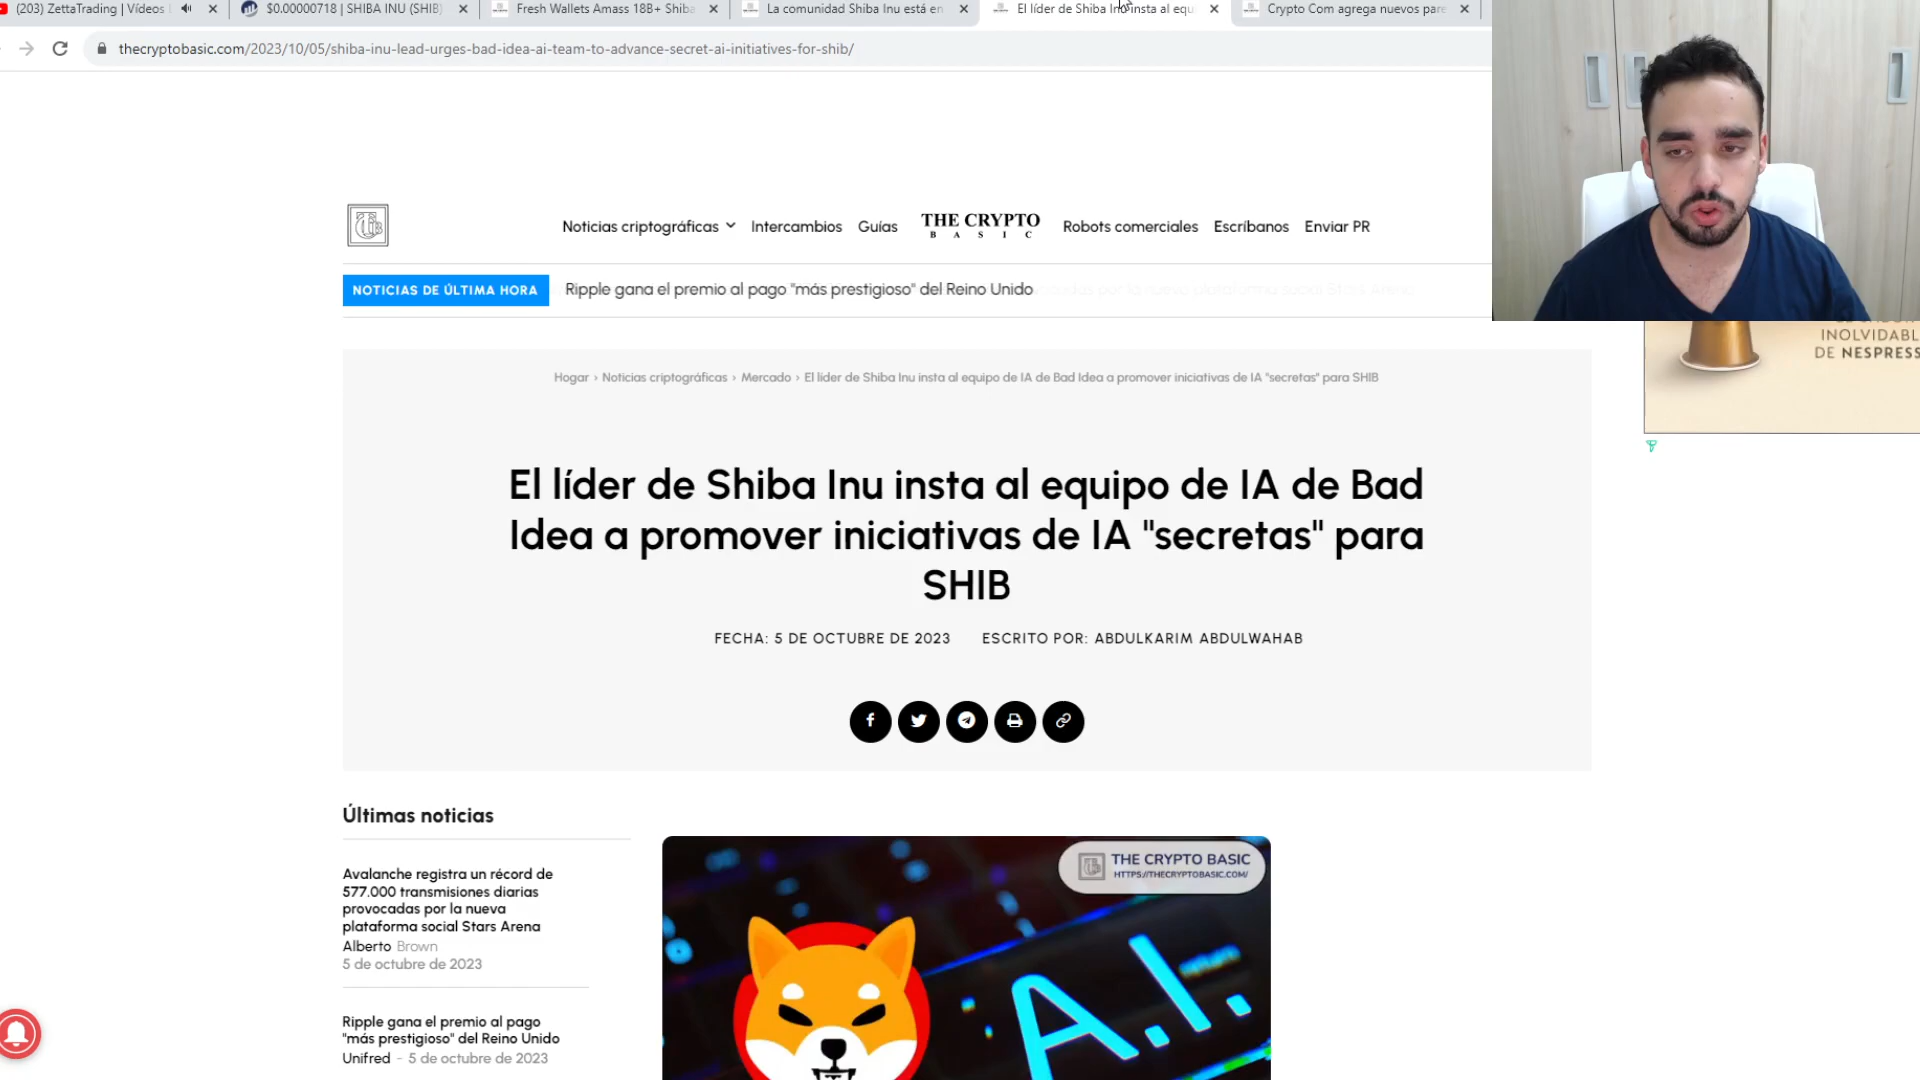 (203) ZettaTrading | Vídeos
$0.00000718 | SHIBA INU (SHIB)
Fresh Wallets Amass 18B+ Shiba
La comunidad Shiba Inu está en
El líder de Shiba Inu insta al equ
Crypto Com agrega nuevos pare
thecryptobasic.com/2023/10/05/shiba-inu-lead-urges-bad-idea-ai-team-to-advance-secret-ai-initiatives-for-shib/
Noticias criptográficas
Intercambios
Guías
THE CRYPTO
BASIC
Robots comerciales
Escríbanos
Enviar PR
NOTICIAS DE ÚLTIMA HORA
Ripple gana el premio al pago "más prestigioso" del Reino Unido
INOLVIDABL
DE NESPRESS
Hogar › Noticias criptográficas › Mercado › El líder de Shiba Inu insta al equipo de IA de Bad Idea a promover iniciativas de IA "secretas" para SHIB
El líder de Shiba Inu insta al equipo de IA de Bad
Idea a promover iniciativas de IA "secretas" para
SHIB
FECHA: 5 DE OCTUBRE DE 2023
ESCRITO POR: ABDULKARIM ABDULWAHAB
Últimas noticias
Avalanche registra un récord de
577.000 transmisiones diarias
provocadas por la nueva
plataforma social Stars Arena
Alberto Brown
5 de octubre de 2023
Ripple gana el premio al pago
"más prestigioso" del Reino Unido
Unifred - 5 de octubre de 2023
THE CRYPTO BASIC
HTTPS://THECRYPTOBASIC.COM/
A.I.